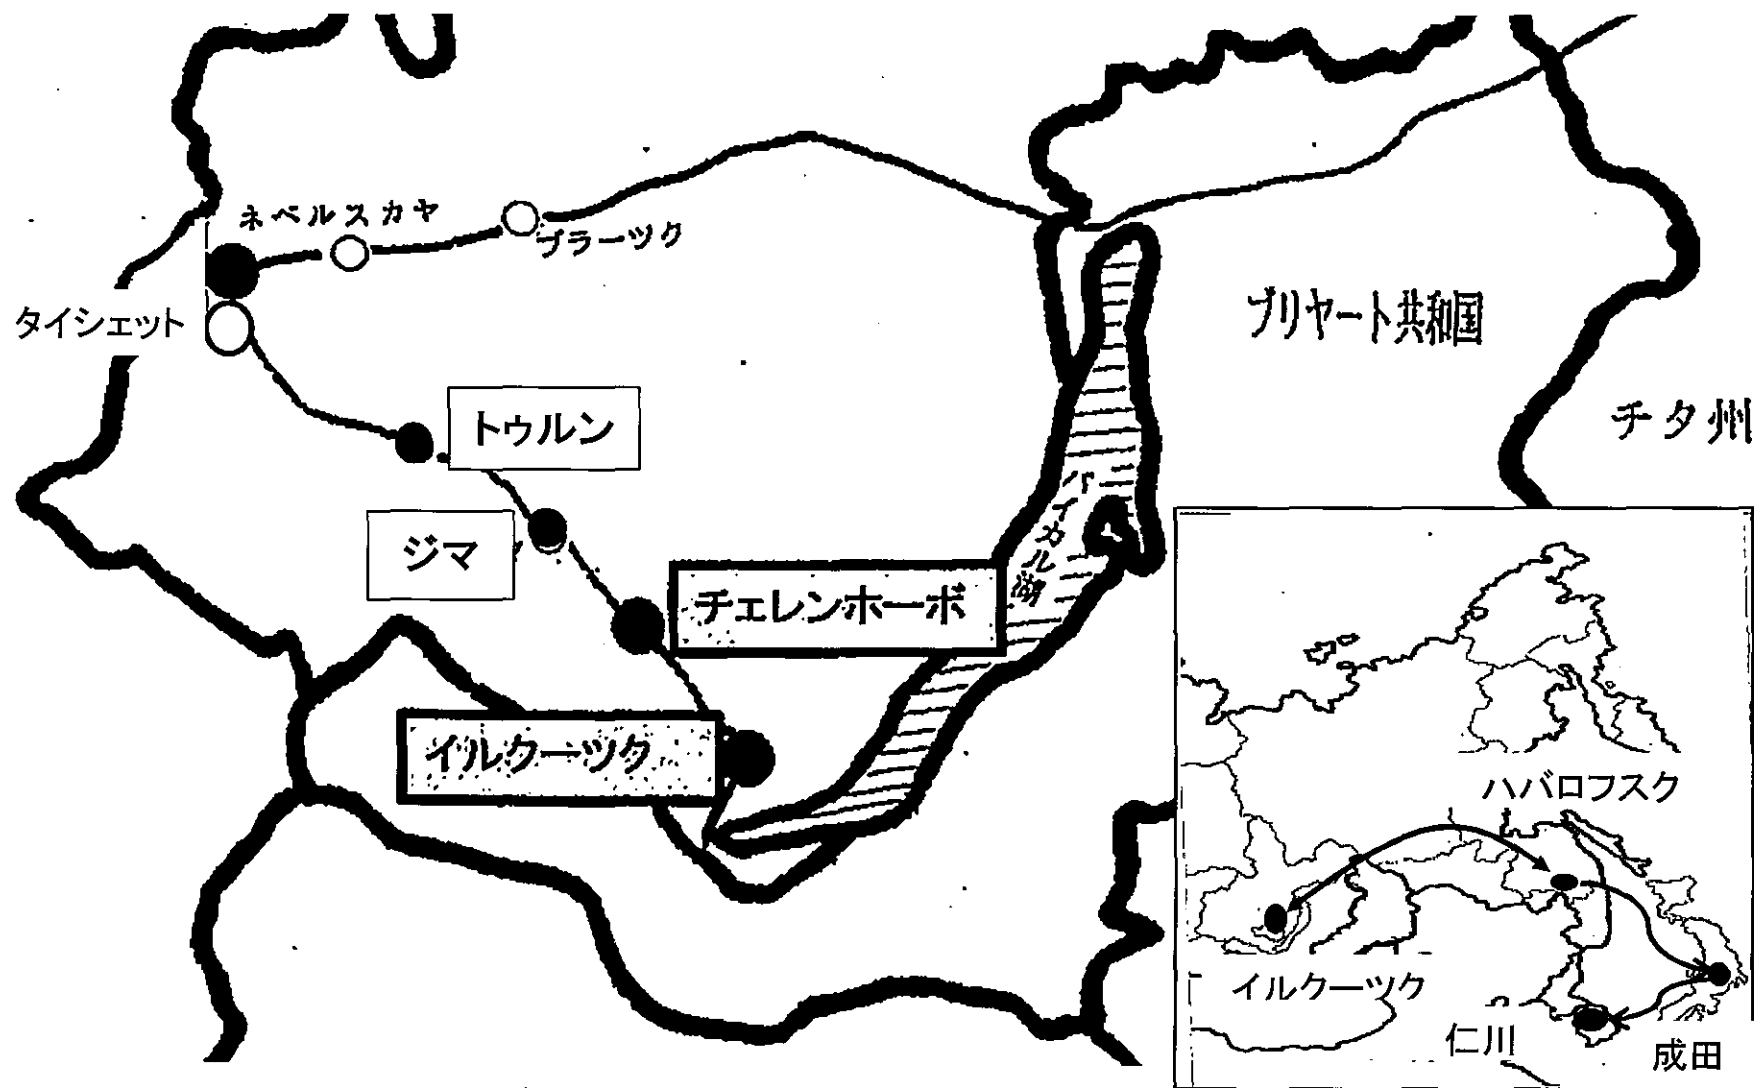 ネベルスカヤ
ブラーツク
タイシェット
ブリヤート共和国
チタ州
トゥルン
ジマ
バイカル湖
チェレンホーボ
イルクーツク
ハバロフスク
イルクーツク
仁川
成田